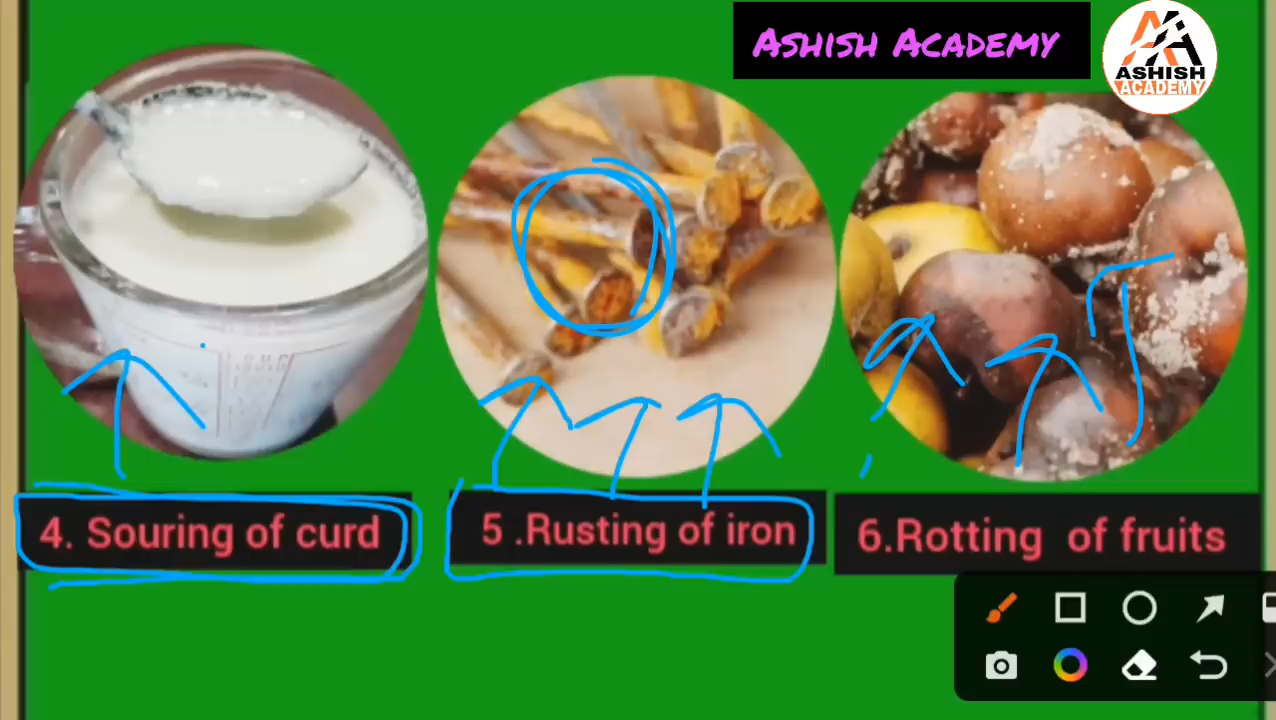 ASHISH ACADEMY
ASHISH
ACADEMY
4. Souring of curd
5 .Rusting of iron
6.Rotting of fruits